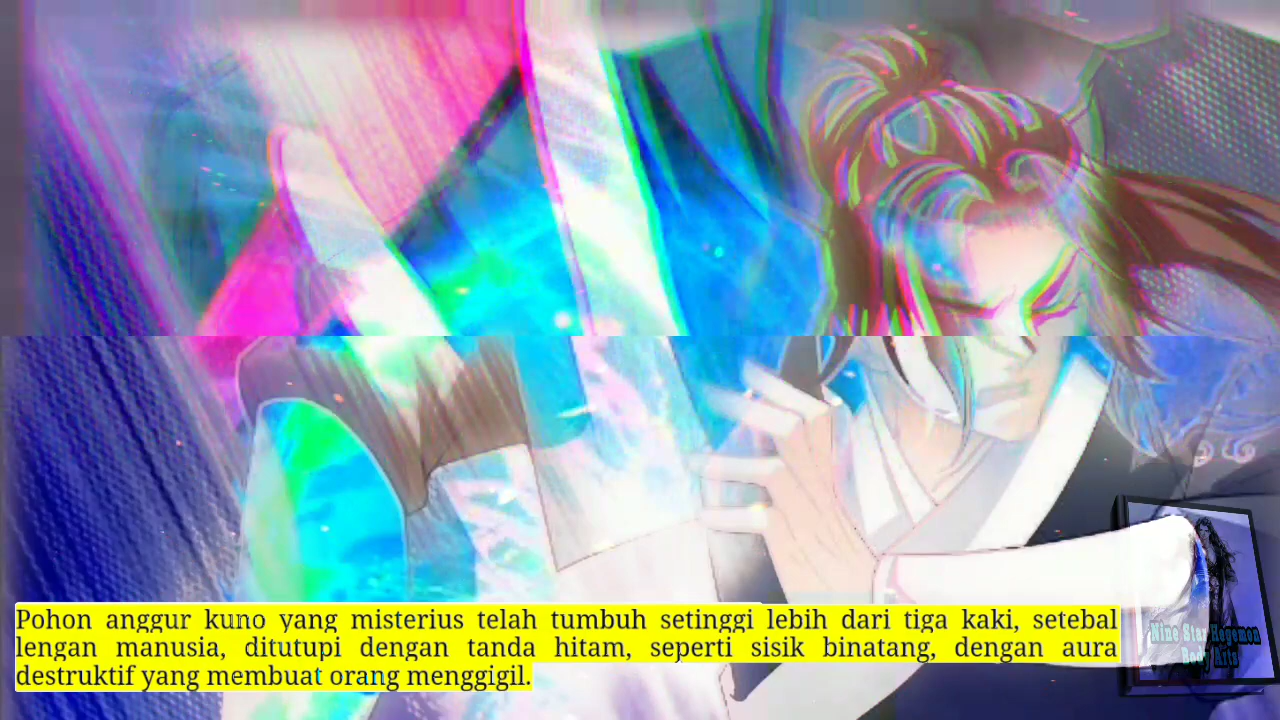 Pohon anggur kuno yang misterius telah tumbuh setinggi lebih dari tiga kaki, setebal
lengan manusia, ditutupi dengan tanda hitam, seperti sisik binatang, dengan aura
destruktif yang membuat orang menggigil.
Nine Star Hegemon
Body Arts